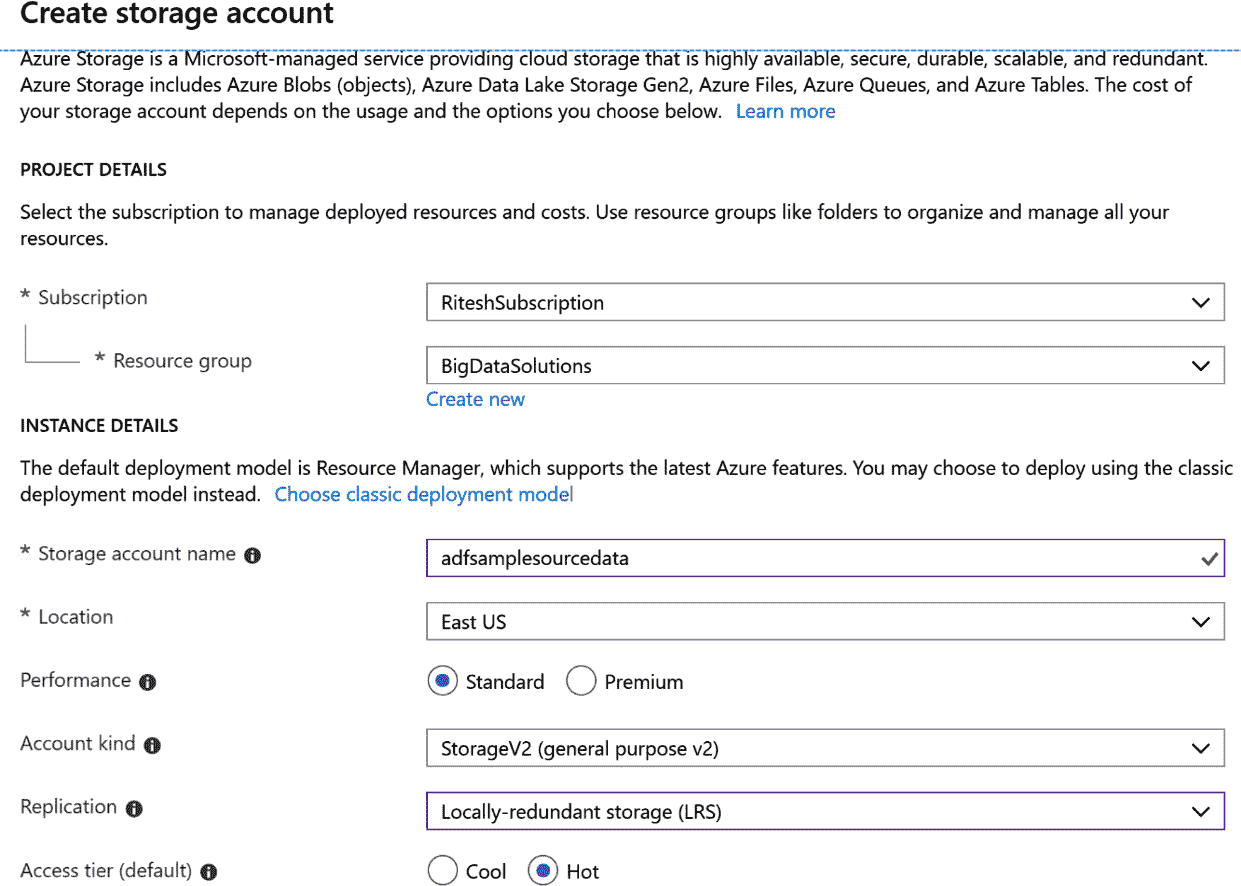 Create storage account
Azure Storage is a Microsoft-managed service providing cloud storage that is highly available, secure, durable, scalable, and redundant.
Azure Storage includes Azure Blobs (objects), Azure Data Lake Storage Gen2, Azure Files, Azure Queues, and Azure Tables. The cost of
your storage account depends on the usage and the options you choose below. Learn more
PROJECT DETAILS
Select the subscription to manage deployed resources and costs. Use resource groups like folders to organize and manage all your
resources.
* Subscription
RiteshSubscription
* Resource group
BigDataSolutions
Create new
INSTANCE DETAILS
The default deployment model is Resource Manager, which supports the latest Azure features. You may choose to deploy using the classic
deployment model instead. Choose classic deployment model
* Storage account name
adfsamplesourcedata
* Location
East US
Performance
Standard Premium
Account kind
StorageV2 (general purpose v2)
Replication
Locally-redundant storage (LRS)
Access tier (default)
Cool Hot